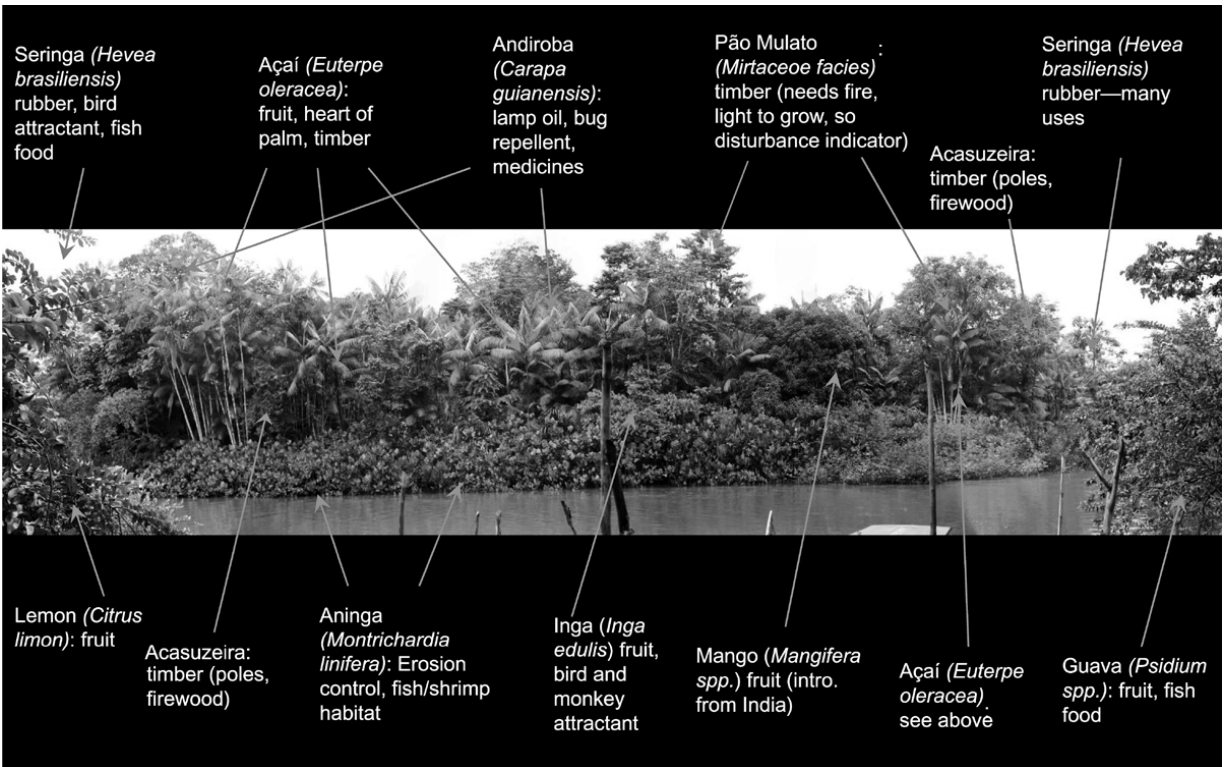 Seringa (Hevea
brasiliensis)
rubber, bird
attractant, fish
food
Açaí (Euterpe
oleracea):
fruit, heart of
palm, timber
Andiroba
(Carapa
guianensis):
lamp oil, bug
repellent,
medicines
Pão Mulato :
(Mirtaceoe facies)
timber (needs fire,
light to grow, so
disturbance indicator)
Acasuzeira:
timber (poles,
firewood)
Seringa (Hevea
brasiliensis)
rubber—many
uses
Lemon (Citrus
limon): fruit
Acasuzeira:
timber (poles,
firewood)
Aninga
(Montrichardia
linifera): Erosion
control, fish/shrimp
habitat
Inga (Inga
edulis) fruit,
bird and
monkey
attractant
Mango (Mangifera
spp.) fruit (intro.
from India)
Açaí (Euterpe
oleracea):
see above
Guava (Psidium
spp.): fruit, fish
food